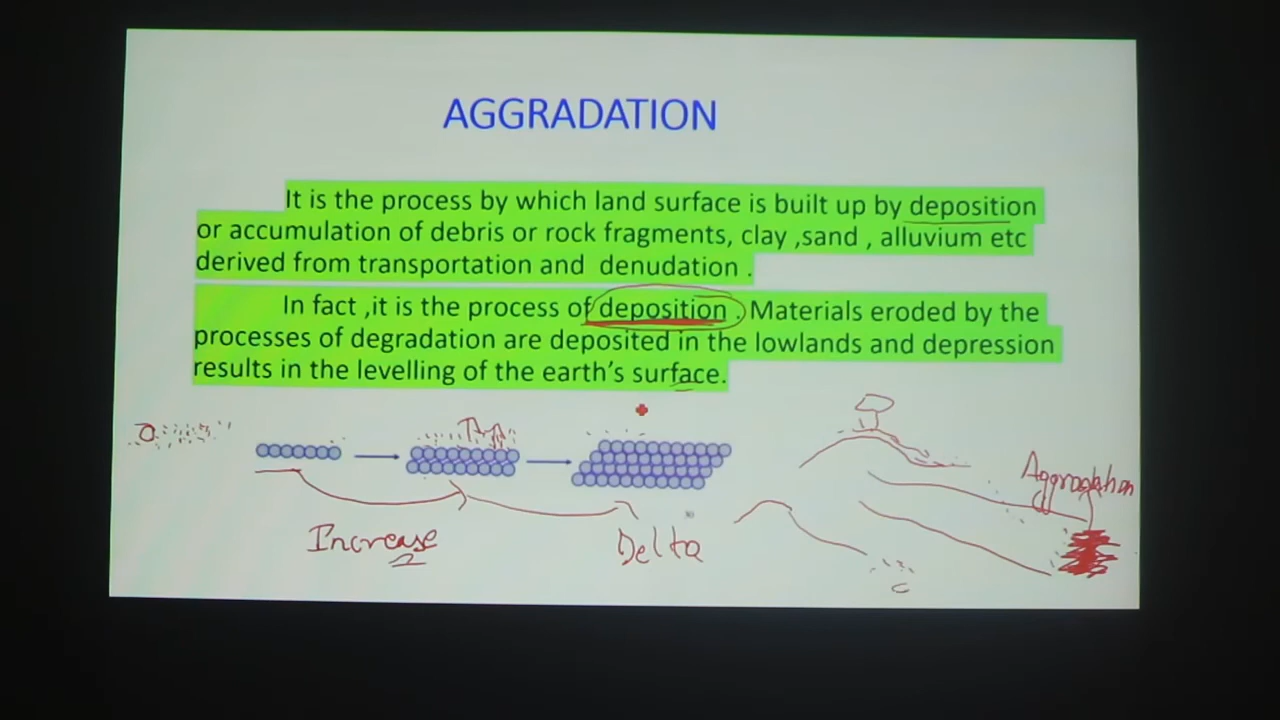 AGGRADATION
It is the process by which land surface is built up by deposition
or accumulation of debris or rock fragments, clay ,sand , alluvium etc
derived from transportation and denudation .
In fact ,it is the process of deposition . Materials eroded by the
processes of degradation are deposited in the lowlands and depression
results in the levelling of the earth's surface.
Aggradation
Increase
Delta